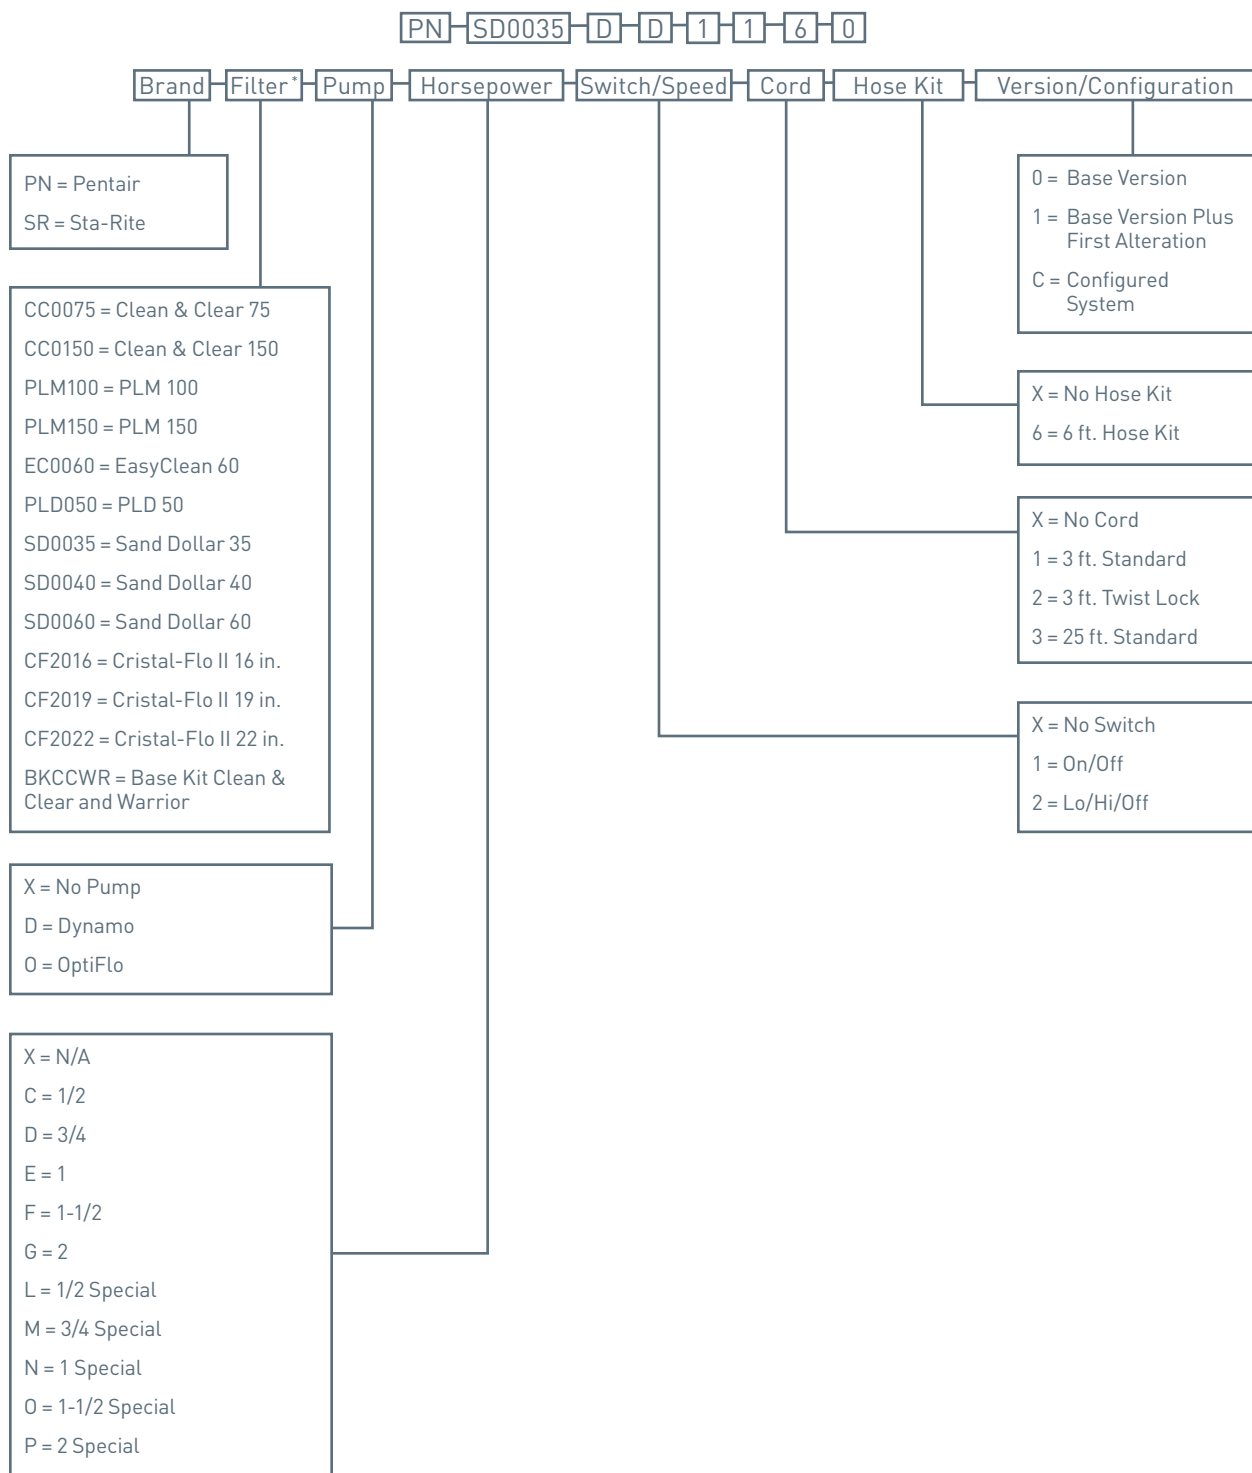 PN SD0035 D D 1 1 6 0
Brand Filter* Pump Horsepower Switch/Speed Cord Hose Kit Version/Configuration
PN = Pentair
SR = Sta-Rite
CC0075 = Clean & Clear 75
CC0150 = Clean & Clear 150
PLM100 = PLM 100
PLM150 = PLM 150
EC0060 = EasyClean 60
PLD050 = PLD 50
SD0035 = Sand Dollar 35
SD0040 = Sand Dollar 40
SD0060 = Sand Dollar 60
CF2016 = Cristal-Flo II 16 in.
CF2019 = Cristal-Flo II 19 in.
CF2022 = Cristal-Flo II 22 in.
BKCCWR = Base Kit Clean &
Clear and Warrior
X = No Pump
D = Dynamo
O = OptiFlo
X = N/A
C = 1/2
D = 3/4
E = 1
F = 1-1/2
G = 2
L = 1/2 Special
M = 3/4 Special
N = 1 Special
O = 1-1/2 Special
P = 2 Special
0 = Base Version
1 = Base Version Plus
First Alteration
C = Configured
System
X = No Hose Kit
6 = 6 ft. Hose Kit
X = No Cord
1 = 3 ft. Standard
2 = 3 ft. Twist Lock
3 = 25 ft. Standard
X = No Switch
1 = On/Off
2 = Lo/Hi/Off